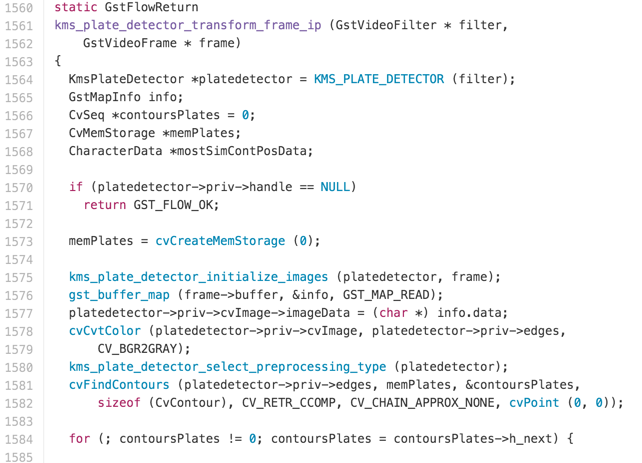 1560 static GstFlowReturn
1561 kms_plate_detector_transform_frame_ip (GstVideoFilter * filter,
1562     GstVideoFrame * frame)
1563 {
1564   KmsPlateDetector *platedetector = KMS_PLATE_DETECTOR (filter);
1565   GstMapInfo info;
1566   CvSeq *contoursPlates = 0;
1567   CvMemStorage *memPlates;
1568   CharacterData *mostSimContPosData;
1569
1570   if (platedetector->priv->handle == NULL)
1571     return GST_FLOW_OK;
1572
1573   memPlates = cvCreateMemStorage (0);
1574
1575   kms_plate_detector_initialize_images (platedetector, frame);
1576   gst_buffer_map (frame->buffer, &info, GST_MAP_READ);
1577   platedetector->priv->cvImage->imageData = (char *) info.data;
1578   cvCvtColor (platedetector->priv->cvImage, platedetector->priv->edges,
1579       CV_BGR2GRAY);
1580   kms_plate_detector_select_preprocessing_type (platedetector);
1581   cvFindContours (platedetector->priv->edges, memPlates, &contoursPlates,
1582       sizeof (CvContour), CV_RETR_CCOMP, CV_CHAIN_APPROX_NONE, cvPoint (0, 0));
1583
1584   for (; contoursPlates != 0; contoursPlates = contoursPlates->h_next) {
1585